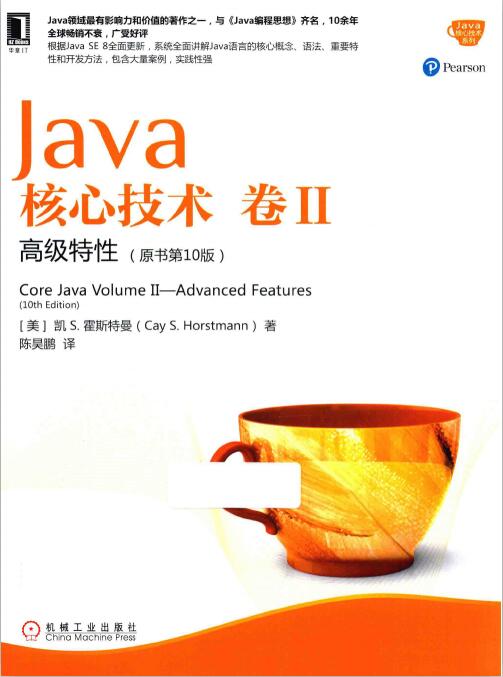 Java领域最有影响力和价值的著作之一，与《Java编程思想》齐名，10余年
全球畅销不衰，广受好评
根据Java SE 8全面更新，系统全面讲解Java语言的核心概念、语法、重要特
性和开发方法，包含大量案例，实践性强
华章IT
Java
核心技术
系列
Pearson
Java
核心技术 卷II
高级特性（原书第10版）
Core Java Volume II—Advanced Features
(10th Edition)
[美] 凯 S. 霍斯特曼（Cay S. Horstmann）著
陈昊鹏 译
机械工业出版社
China Machine Press